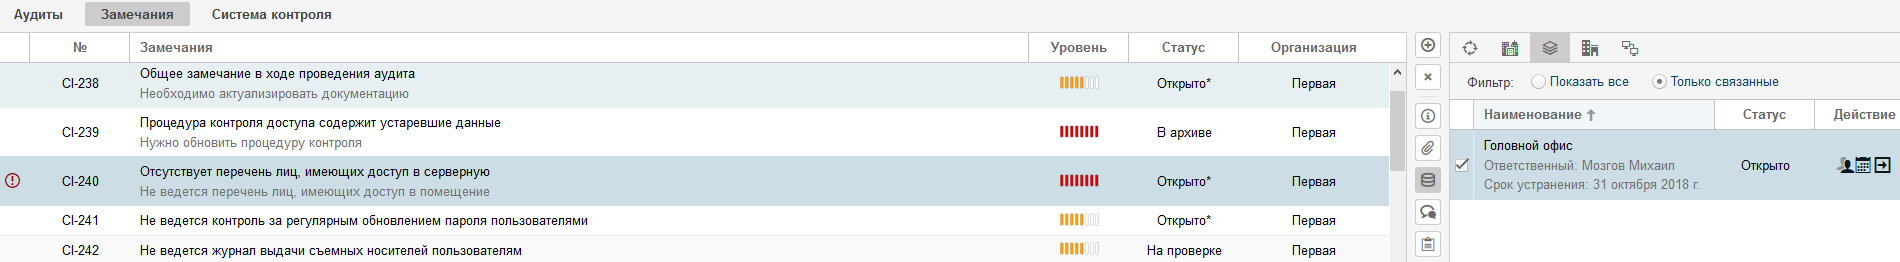 Аудиты Замечания Система контроля
№ Замечания Уровень Статус Организация
CI-238 Общее замечание в ходе проведения аудита Открыто* Первая
Необходимо актуализировать документацию
CI-239 Процедура контроля доступа содержит устаревшие данные В архиве Первая
Нужно обновить процедуру контроля
CI-240 Отсутствует перечень лиц, имеющих доступ в серверную Открыто* Первая
Не ведется перечень лиц, имеющих доступ в помещение
CI-241 Не ведется контроль за регулярным обновлением пароля пользователями Открыто* Первая
CI-242 Не ведется журнал выдачи съемных носителей пользователям На проверке Первая
Фильтр: Показать все Только связанные
Наименование Статус Действие
Головной офис
Ответственный: Мозгов Михаил Открыто
Срок устранения: 31 октября 2018 г.